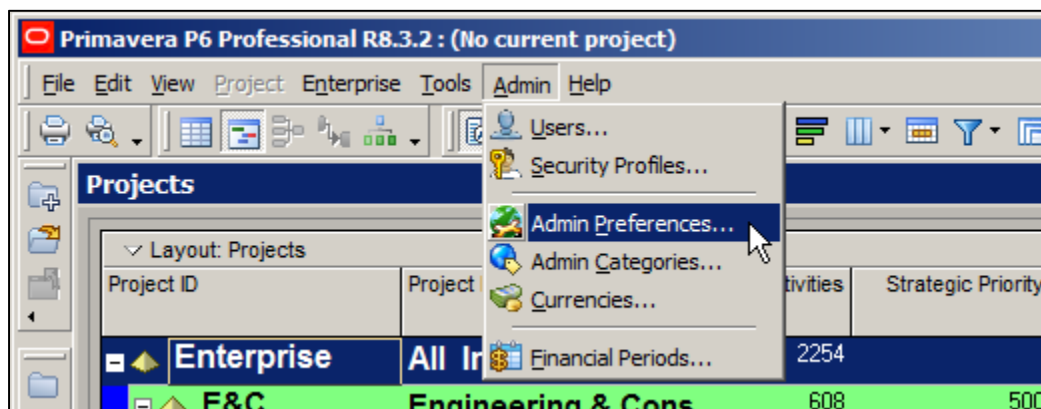 Primavera P6 Professional R8.3.2 : (No current project)
File Edit View Project Enterprise Tools Admin Help
Users...
Security Profiles...
Projects
Admin Preferences...
Layout: Projects
Admin Categories...
Project ID Project tivities Strategic Priority
Currencies...
Enterprise All In 2254
Financial Periods...
E&C Engineering & Cons 608 500